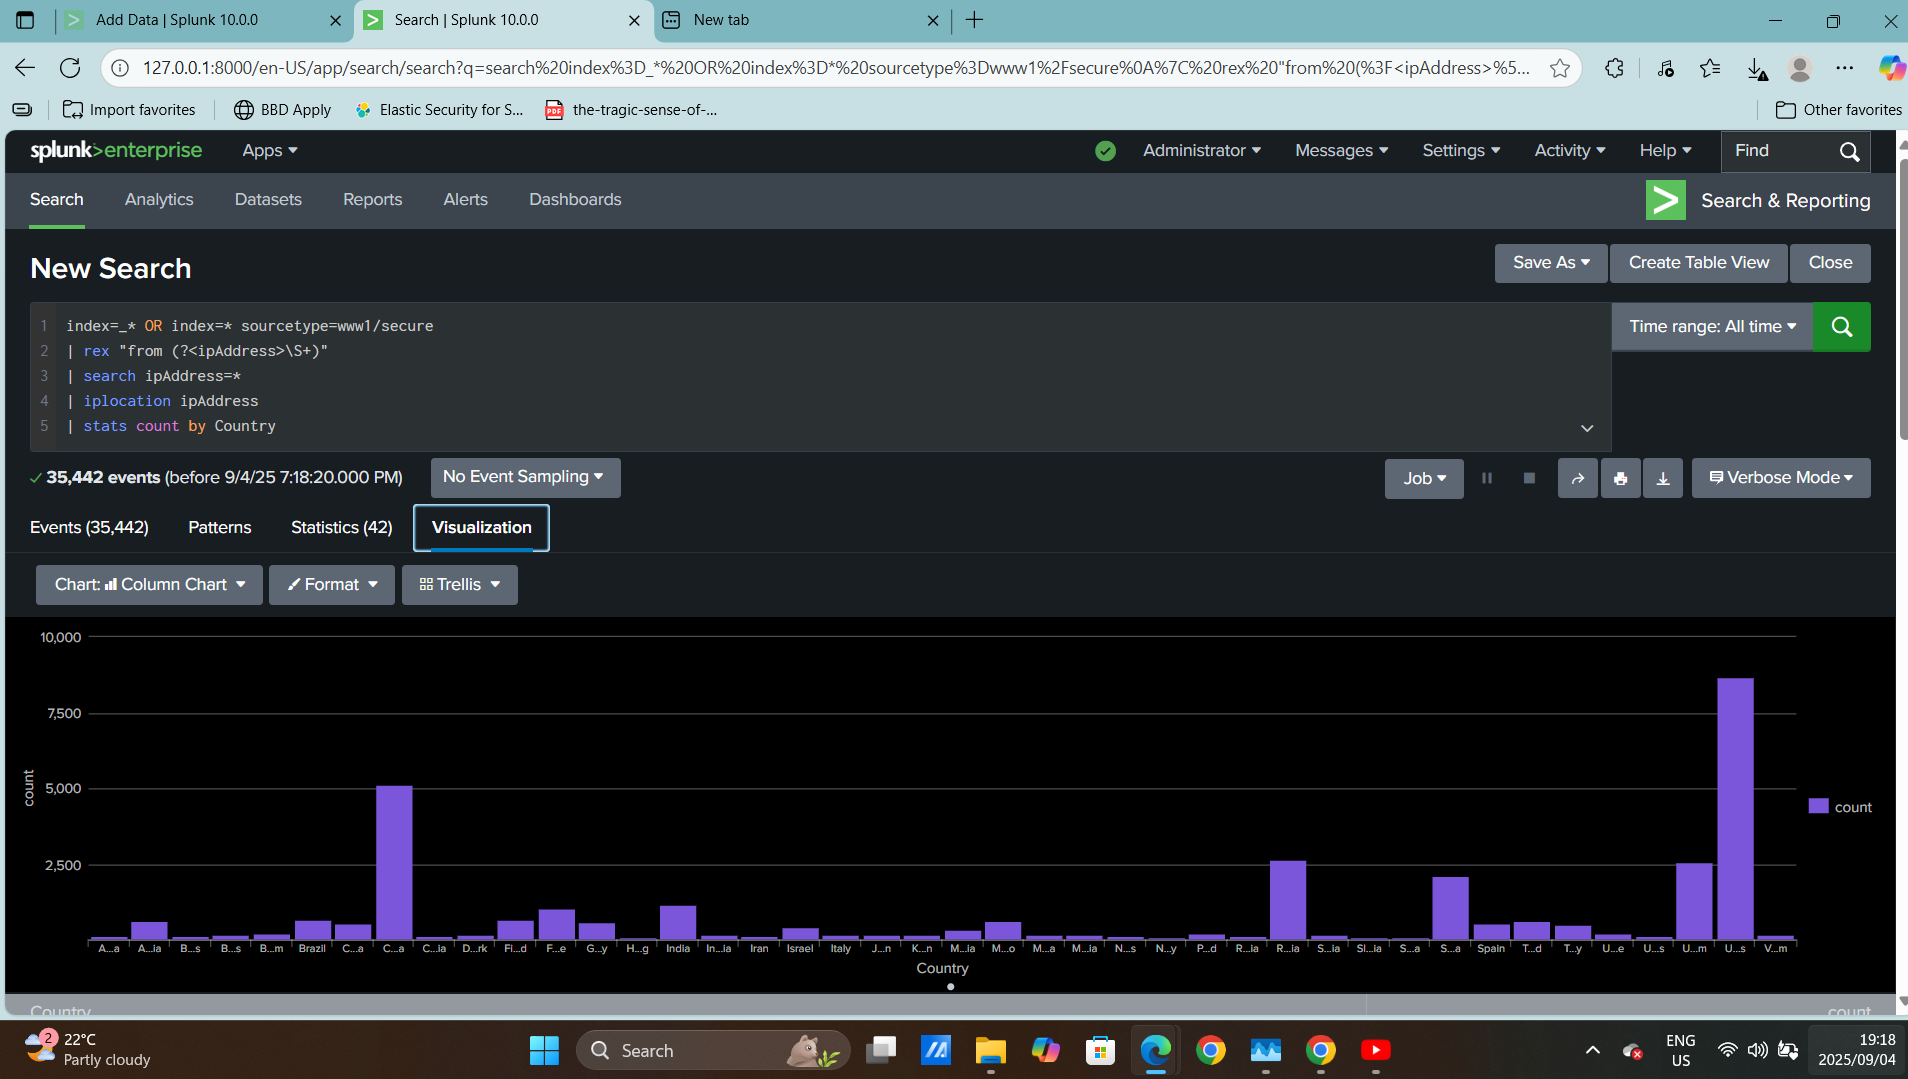 Add Data | Splunk 10.0.0
Search | Splunk 10.0.0
New tab
127.0.0.1:8000/en-US/app/search/search?q=search%20index%3D_*%20OR%20index%3D*%20sourcetype%3Dwww1%2Fsecure%0A%7C%20rex%20"from%20(%3F<ipAddress>%5...
Import favorites
BBD Apply
Elastic Security for S...
PDF
the-tragic-sense-of-...
Other favorites
splunk>enterprise
Apps
Administrator
Messages
Settings
Activity
Help
Find
Search
Analytics
Datasets
Reports
Alerts
Dashboards
Search & Reporting
New Search
Save As
Create Table View
Close
1 index=_* OR index=* sourcetype=www1/secure
2 | rex "from (?<ipAddress>\S+)"
3 | search ipAddress=*
4 | iplocation ipAddress
5 | stats count by Country
Time range: All time
35,442 events (before 9/4/25 7:18:20.000 PM)
No Event Sampling
Job
Verbose Mode
Events (35,442)
Patterns
Statistics (42)
Visualization
Chart: Column Chart
Format
Trellis
10,000
7,500
5,000
2,500
count
count
A...a A...ia B...s B...s B...m Brazil C...a C...a C...ia D...rk Fi...d F...e G...y H...g India In...ia Iran Israel Italy J...n K...n M...ia M...o M...a M...ia N...s N...y P...d R...ia R...ia S...ia Sl...ia S...a S...a Spain T...d T...y U...e U...s U...m U...s V...m
Country
Country
count
2
22°C
Partly cloudy
Search
ENG
US
19:18
2025/09/04